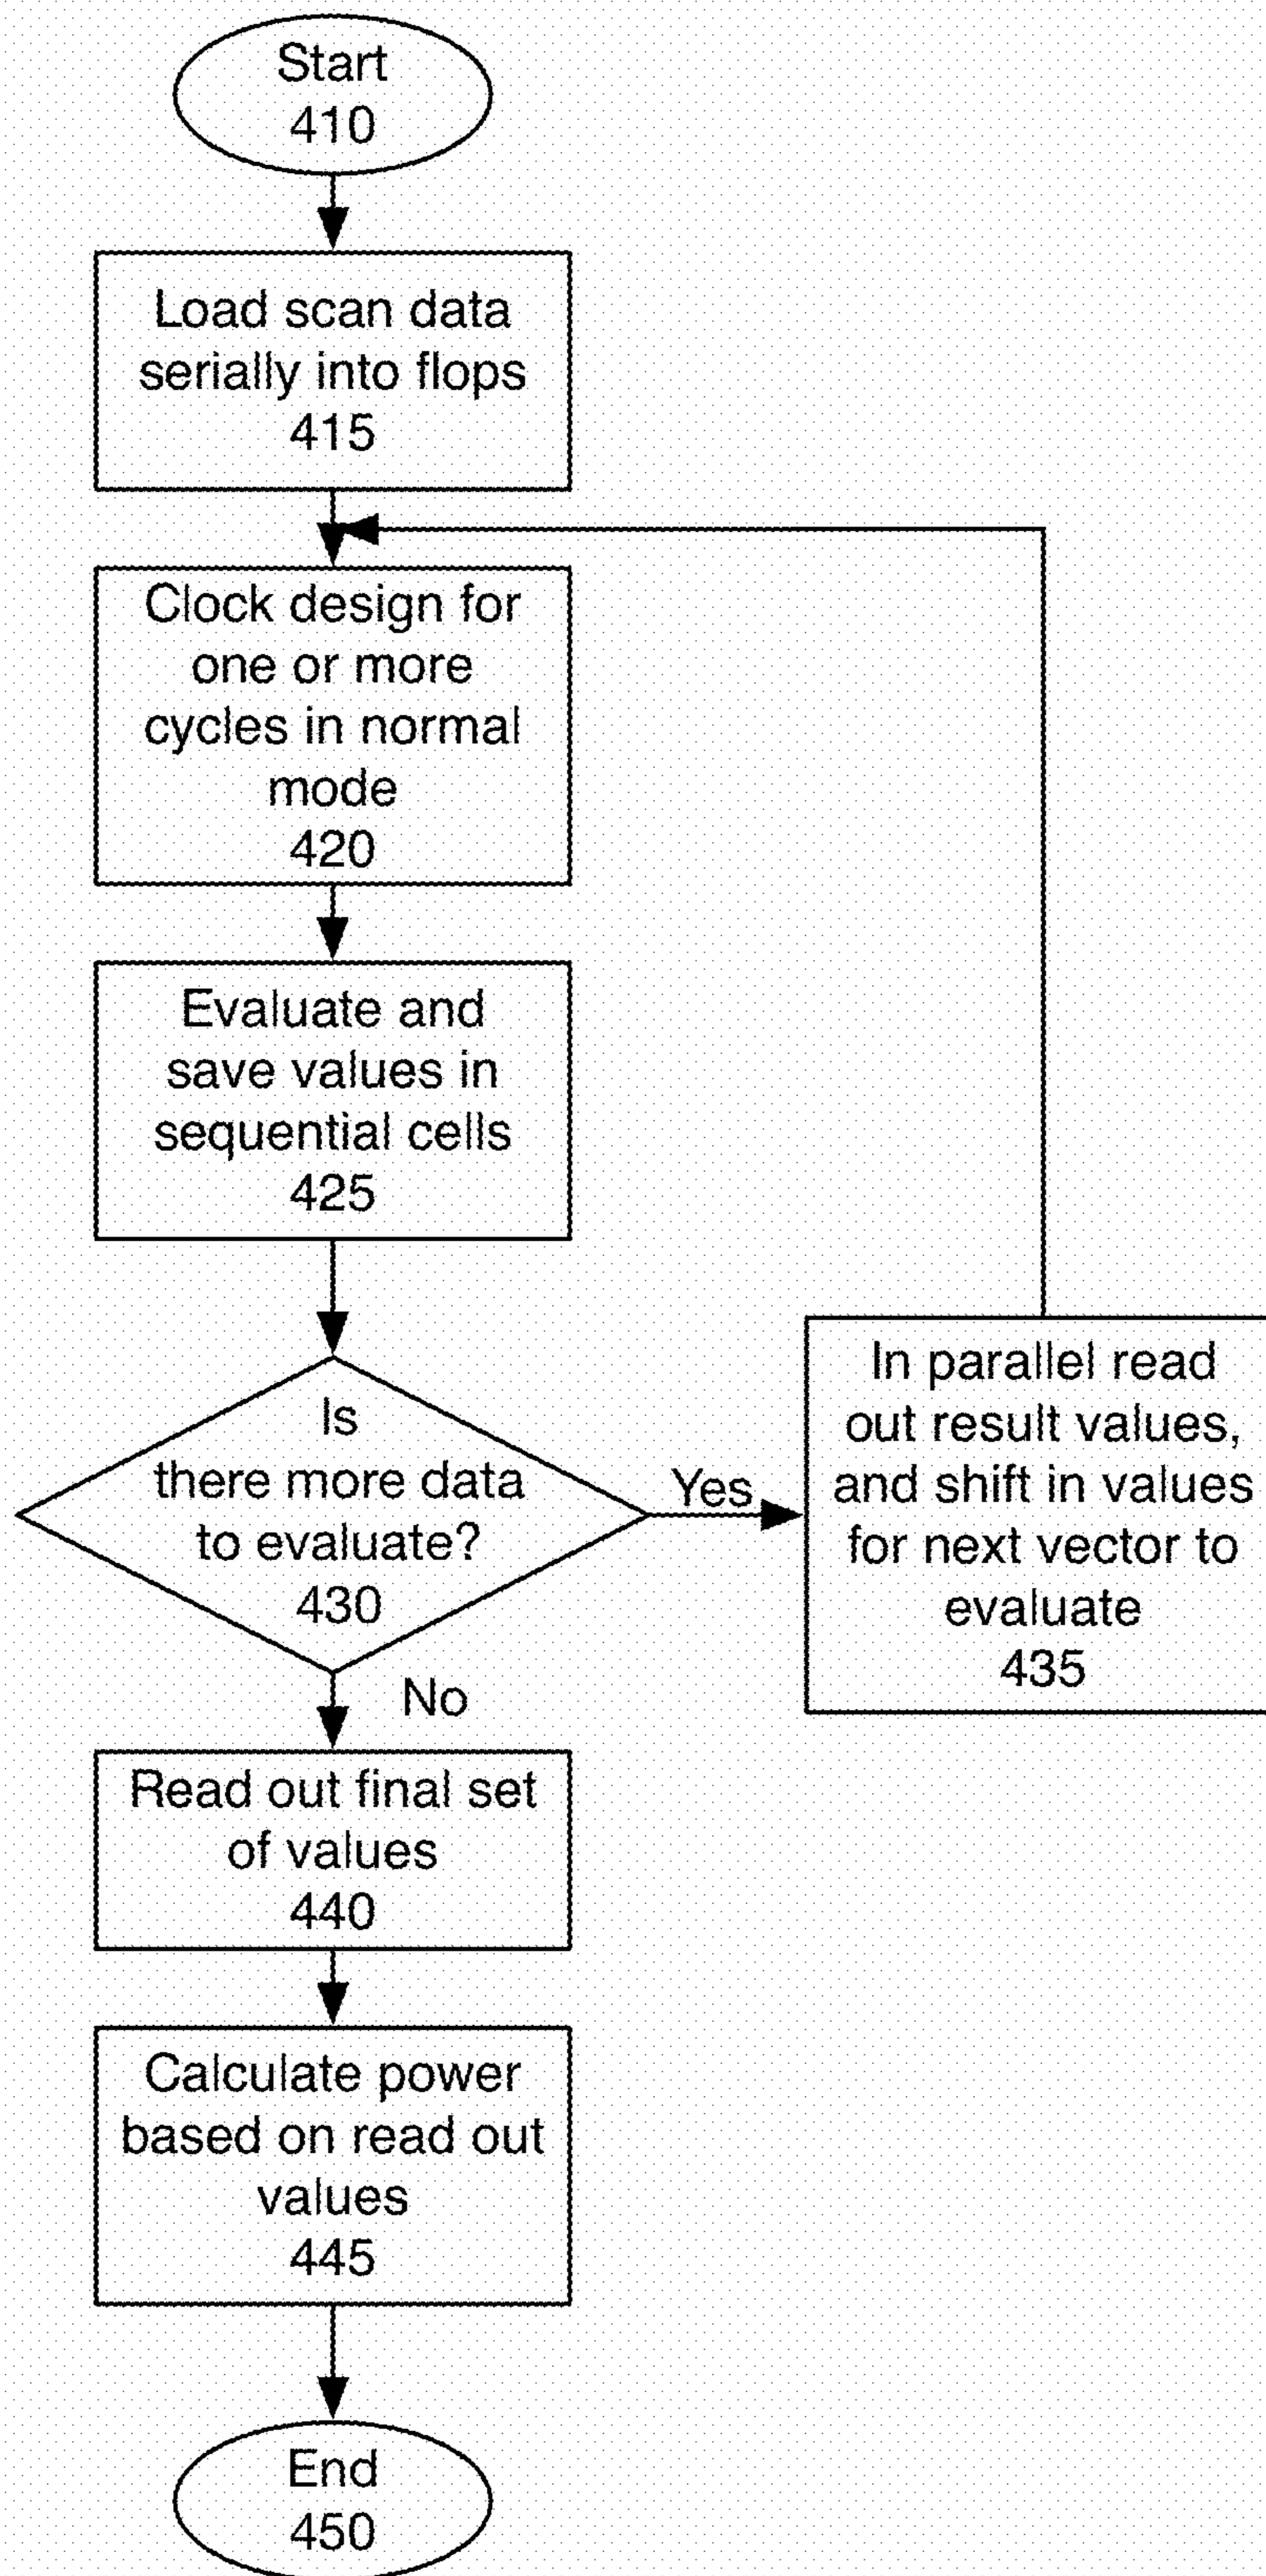 Start
410
Load scan data
serially into flops
415
Clock design for
one or more
cycles in normal
mode
420
Evaluate and
save values in
sequential cells
425
Is
there more data
to evaluate?
430
Yes
In parallel read
out result values,
and shift in values
for next vector to
evaluate
435
No
Read out final set
of values
440
Calculate power
based on read out
values
445
End
450